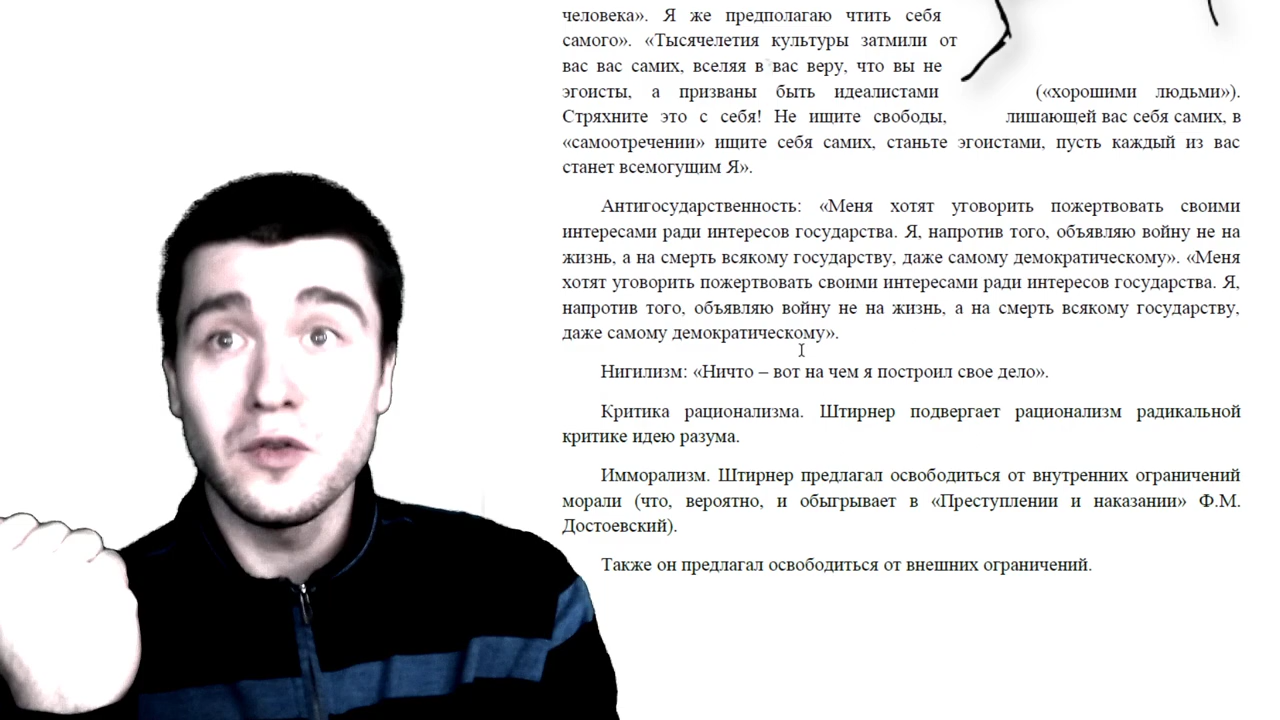 человека». Я же предполагаю чтить себя
самого». «Тысячелетия культуры затмили от
вас вас самих, вселяя в вас веру, что вы не
эгоисты, а призваны быть идеалистами («хорошими людьми»).
Стряхните это с себя! Не ищите свободы, лишающей вас себя самих, в
«самоотречении» ищите себя самих, станьте эгоистами, пусть каждый из вас
станет всемогущим Я».
Антигосударственность: «Меня хотят уговорить пожертвовать своими
интересами ради интересов государства. Я, напротив того, объявляю войну не на
жизнь, а на смерть всякому государству, даже самому демократическому». «Меня
хотят уговорить пожертвовать своими интересами ради интересов государства. Я,
напротив того, объявляю войну не на жизнь, а на смерть всякому государству,
даже самому демократическому».
Нигилизм: «Ничто – вот на чем я построил свое дело».
Критика рационализма. Штирнер подвергает рационализм радикальной
критике идею разума.
Имморализм. Штирнер предлагал освободиться от внутренних ограничений
морали (что, вероятно, и обыгрывает в «Преступлении и наказании» Ф.М.
Достоевский).
Также он предлагал освободиться от внешних ограничений.